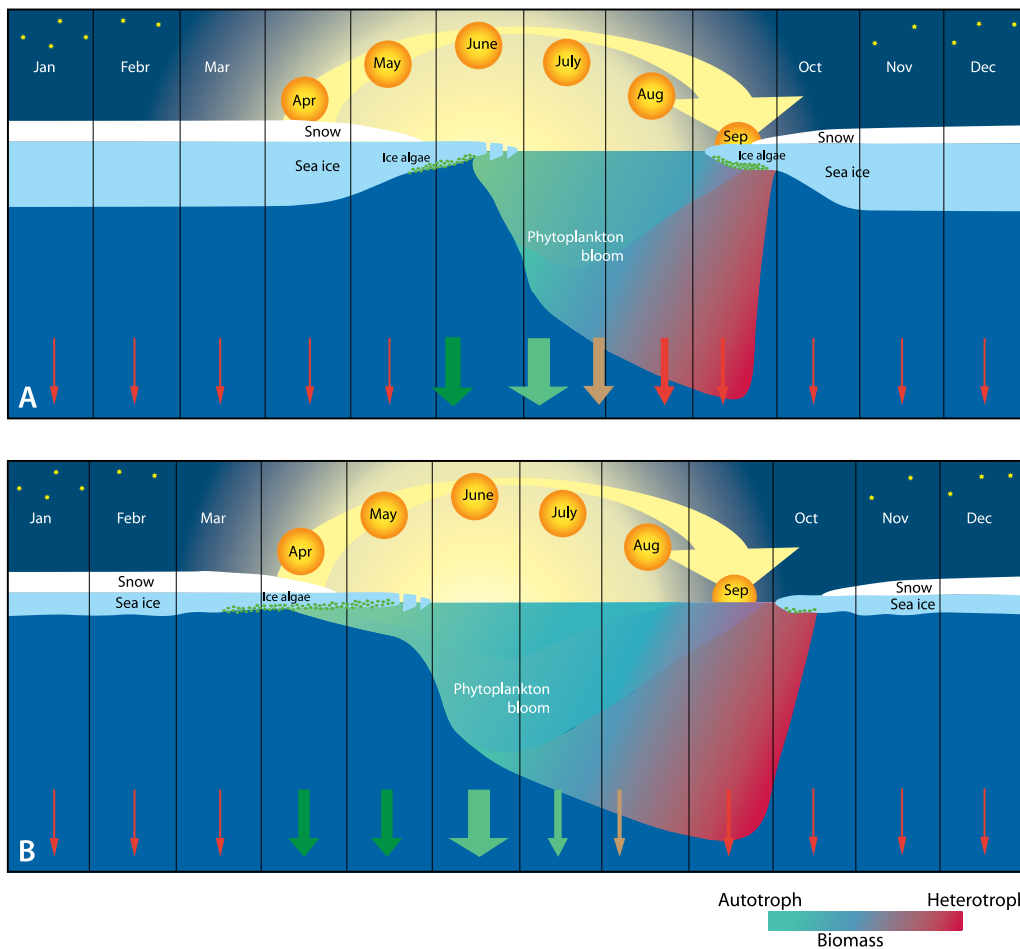 Jan
Febr
Mar
Apr
May
June
July
Aug
Sep
Oct
Nov
Dec
Snow
Sea ice
Ice algae
Ice algae
Snow
Sea ice
Phytoplankton
bloom
A
Jan
Febr
Mar
Apr
May
June
July
Aug
Sep
Oct
Nov
Dec
Snow
Sea ice
Ice algae
Snow
Sea ice
Phytoplankton
bloom
B
Autotroph
Heterotroph
Biomass